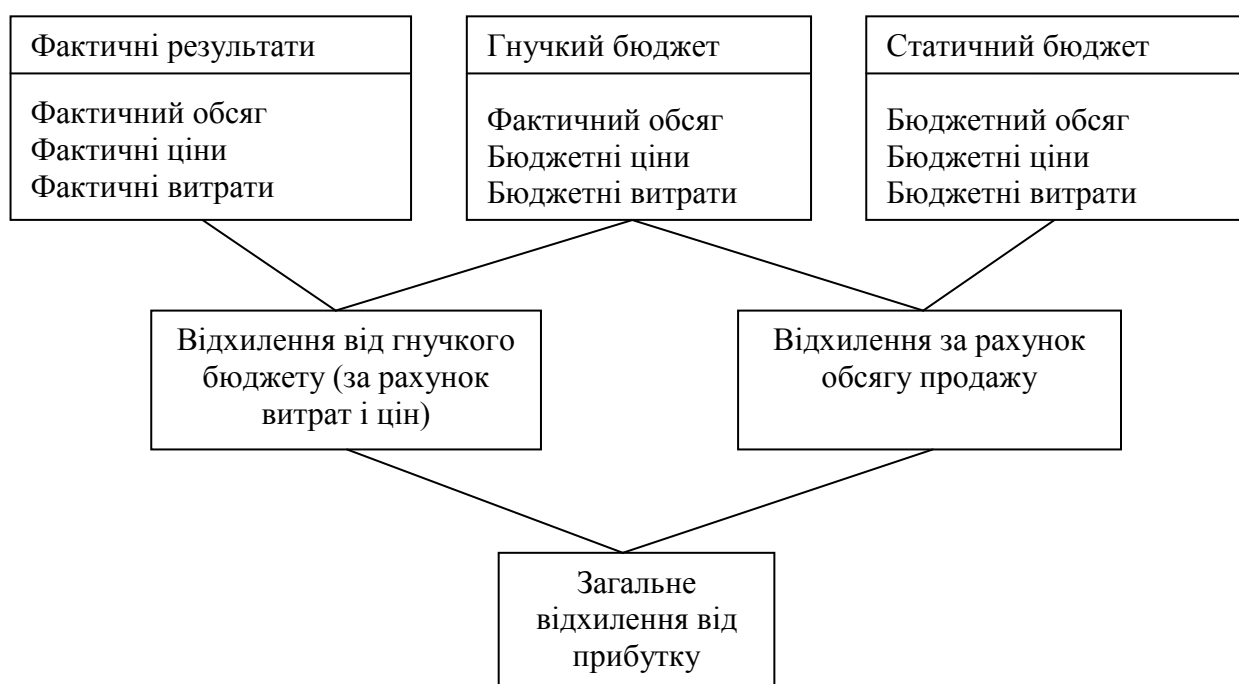 Фактичні результати
Фактичний обсяг
Фактичні ціни
Фактичні витрати
Гнучкий бюджет
Фактичний обсяг
Бюджетні ціни
Бюджетні витрати
Статичний бюджет
Бюджетний обсяг
Бюджетні ціни
Бюджетні витрати
Відхилення від гнучкого
бюджету (за рахунок
витрат і цін)
Відхилення за рахунок
обсягу продажу
Загальне
відхилення від
прибутку